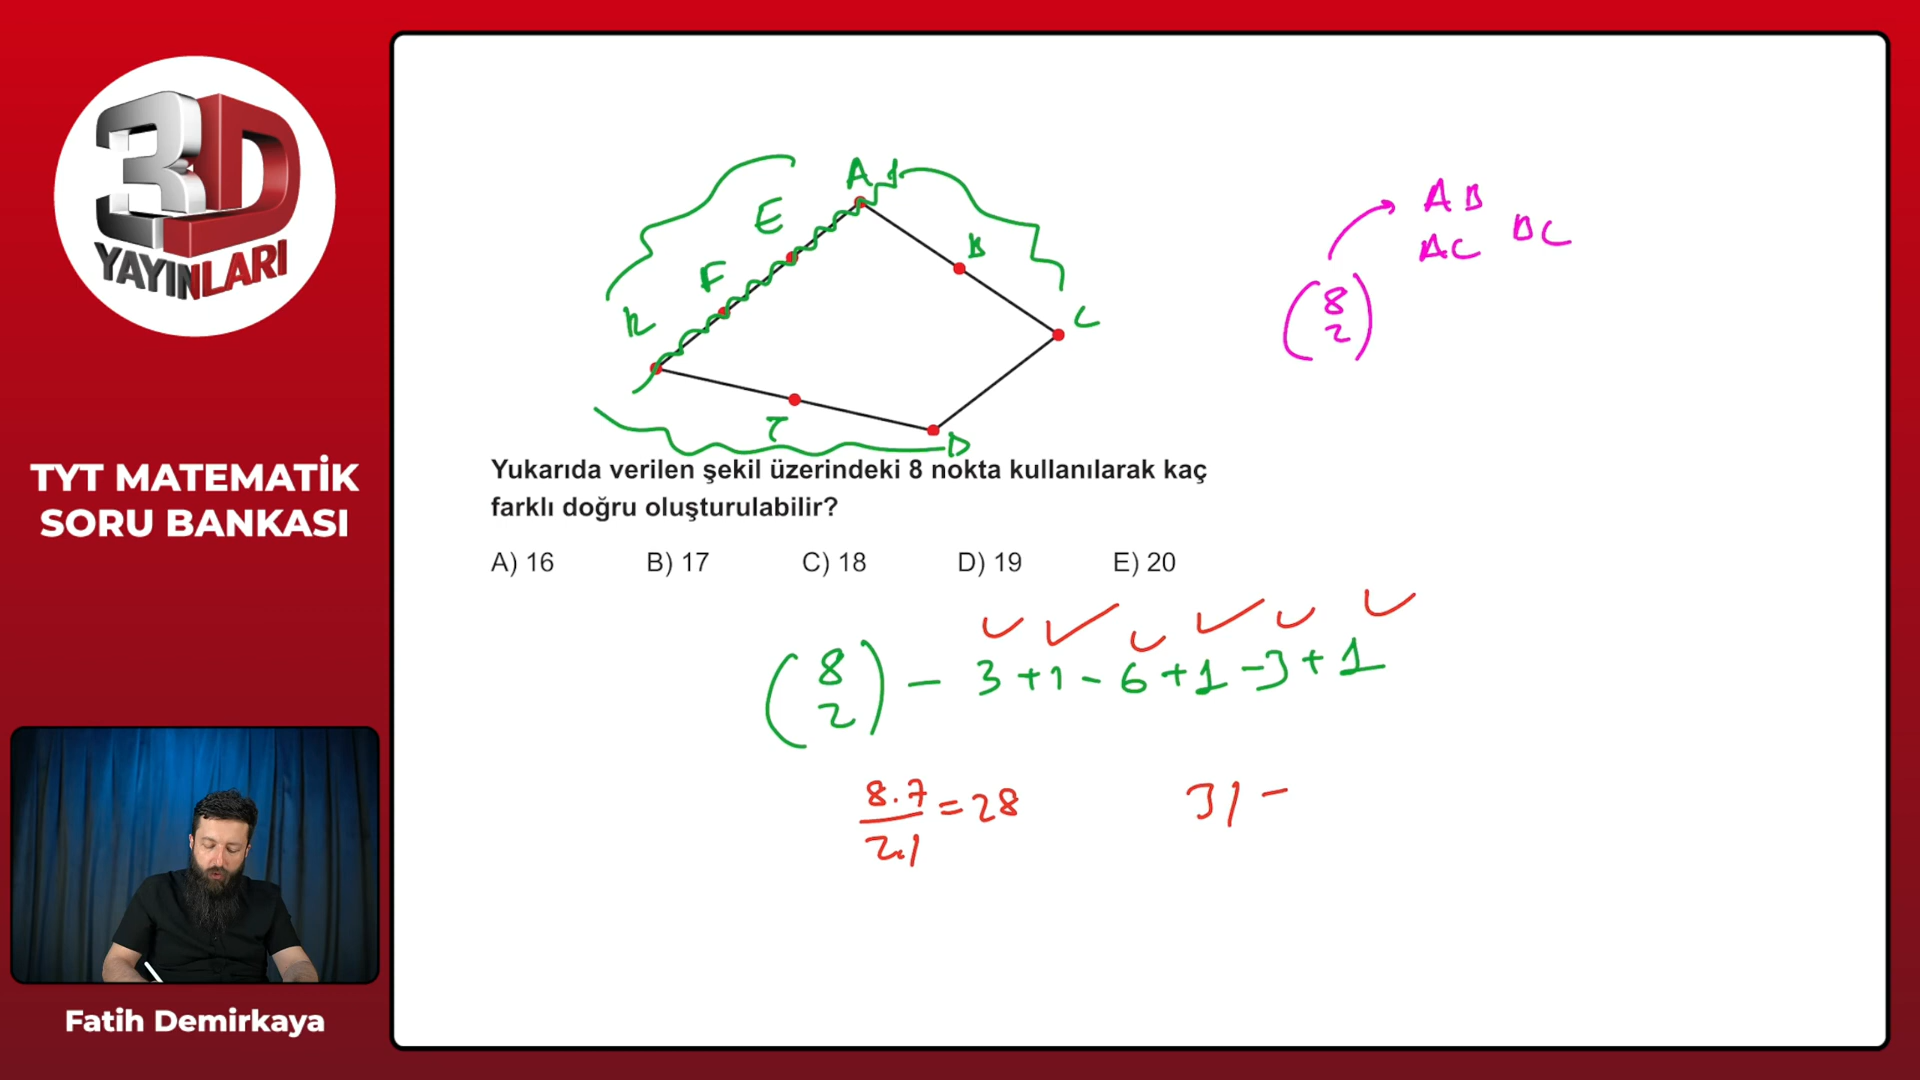 3D
YAYINLARI
TYT MATEMATİK
SORU BANKASI
Fatih Demirkaya
A
E
B
F
C
K
T
D
AB
AC BC
(8 2)
Yukarıda verilen şekil üzerindeki 8 nokta kullanılarak kaç
farklı doğru oluşturulabilir?
A) 16 B) 17 C) 18 D) 19 E) 20
(8 2) - 3 + 1 - 6 + 1 - 3 + 1
8.7/2.1 = 28
31 -